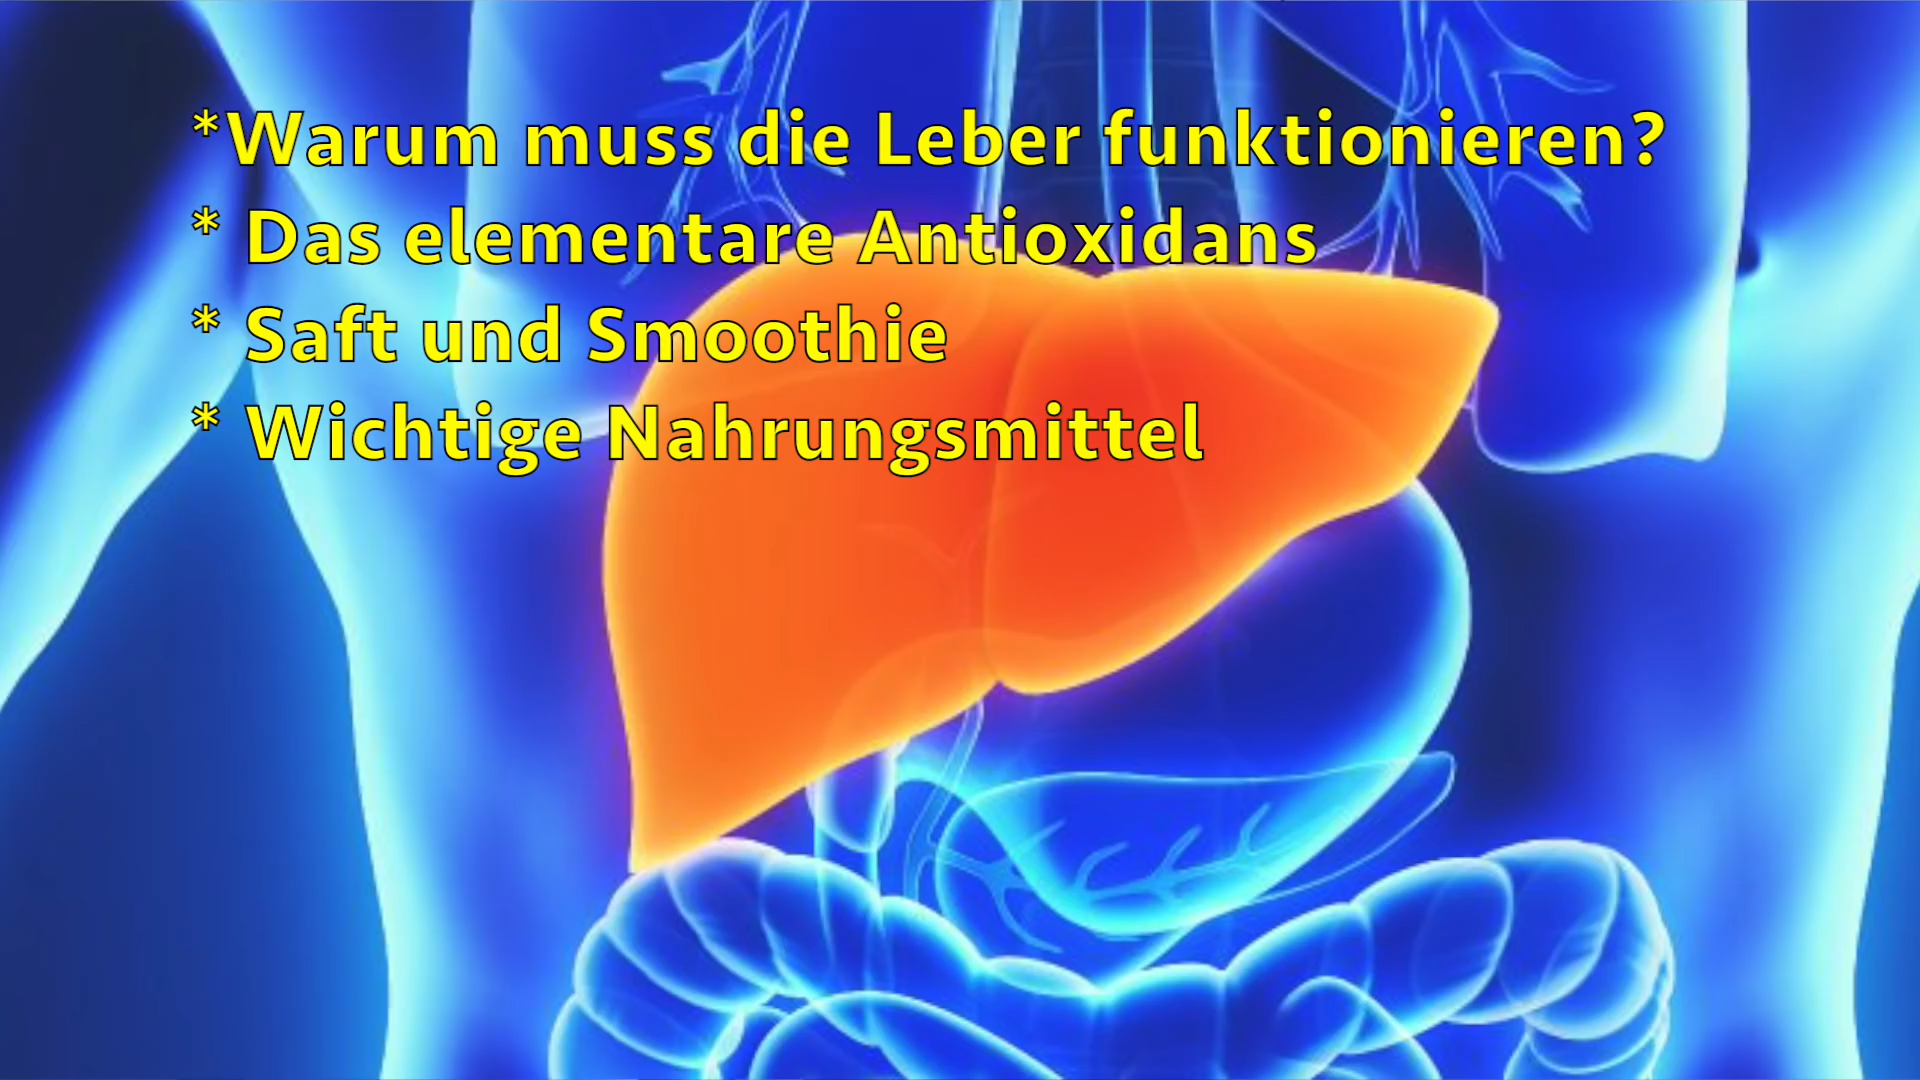 *Warum muss die Leber funktionieren?
* Das elementare Antioxidans
* Saft und Smoothie
* Wichtige Nahrungsmittel